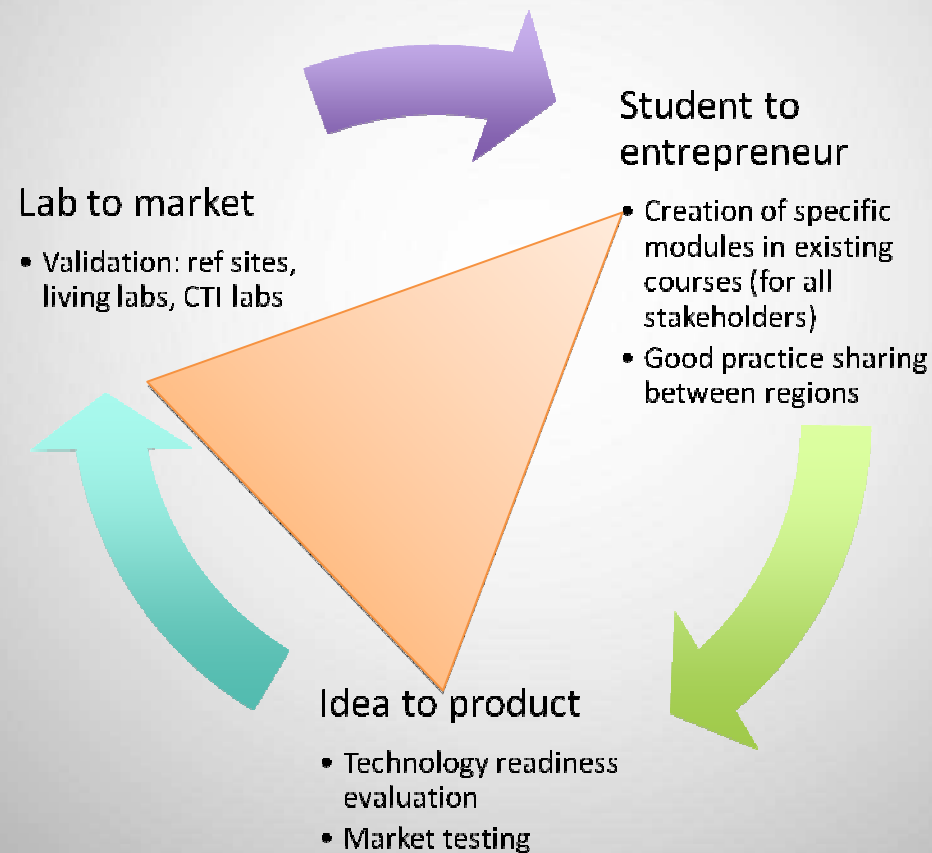 Student to
entrepreneur
• Creation of specific
modules in existing
courses (for all
stakeholders)
• Good practice sharing
between regions
Lab to market
• Validation: ref sites,
living labs, CTI labs
Idea to product
• Technology readiness
evaluation
• Market testing